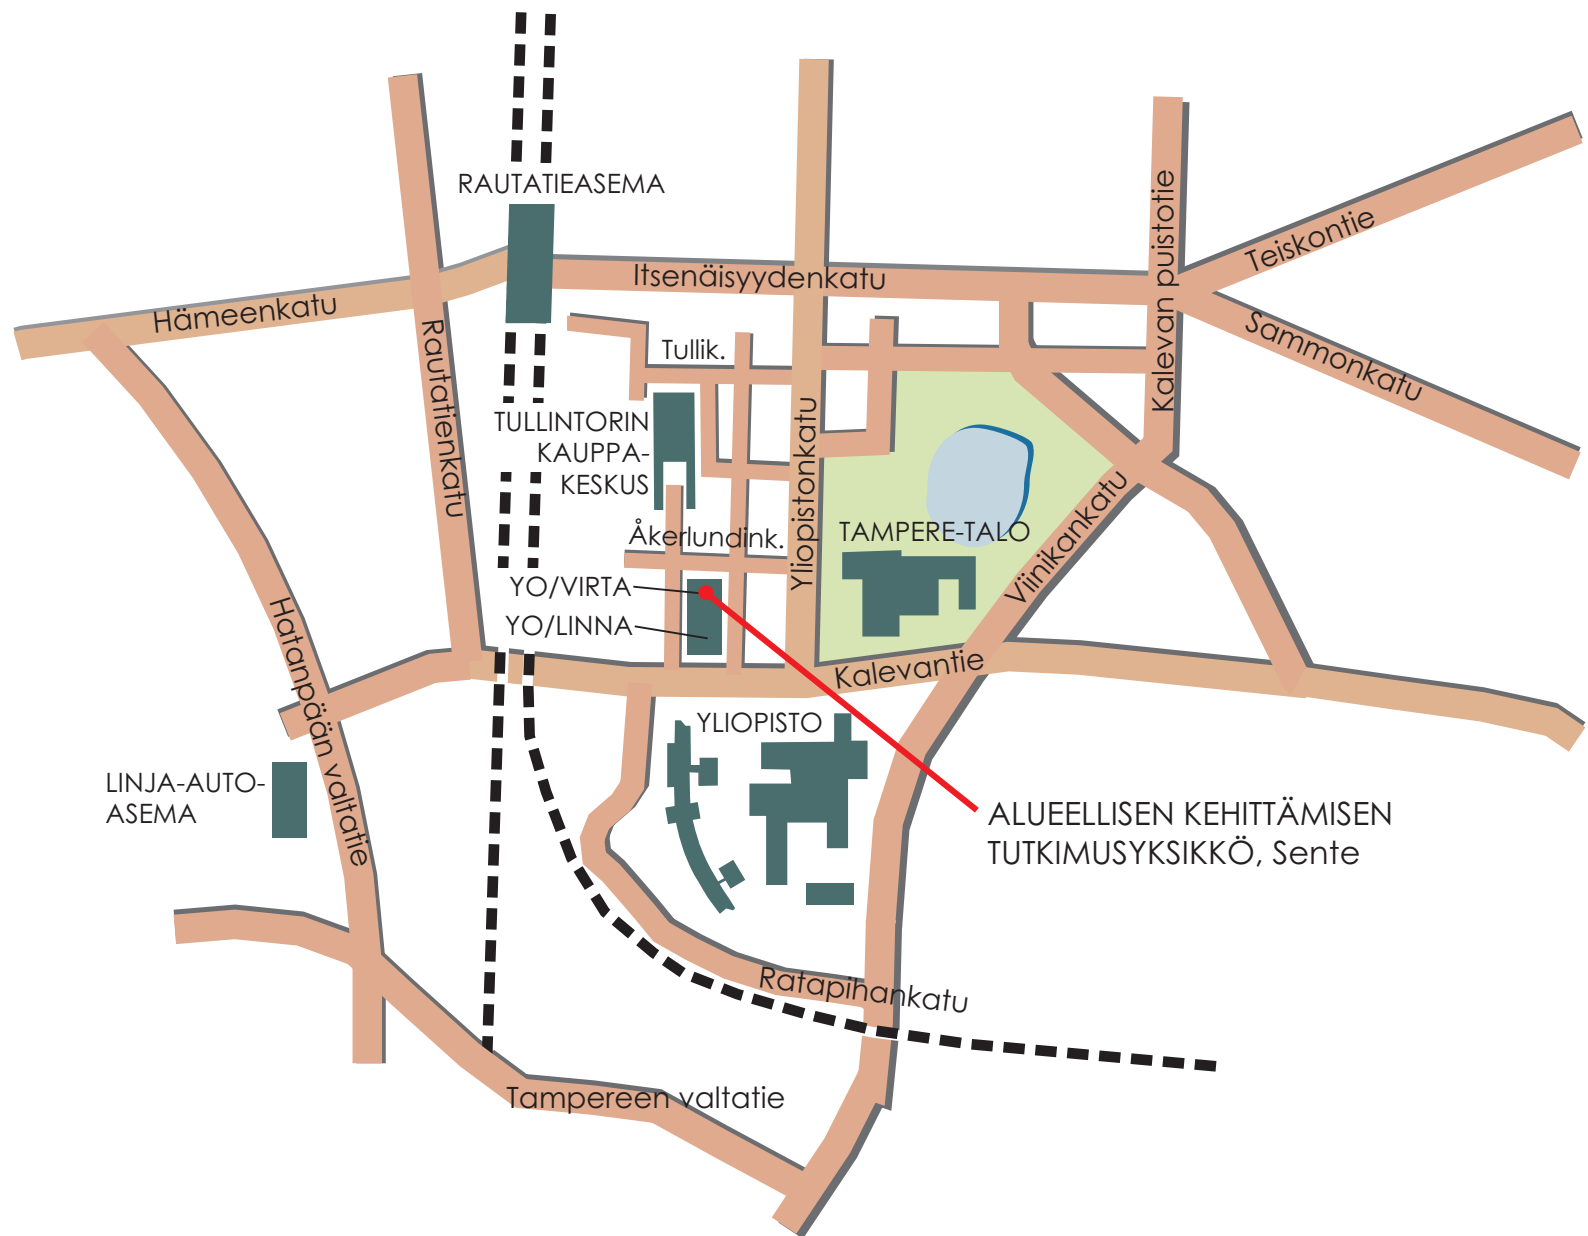 RAUTATIEASEMA
Kalevan puistotie
Teiskontie
Itsenäisyydenkatu
Hämeenkatu
Sammonkatu
Rautatienkatu
Tullik.
TULLINTORIN
KAUPPA-
KESKUS
Yliopistonkatu
Åkerlundink.
TAMPERE-TALO
Viinikankatu
YO/VIRTA
YO/LINNA
Hatanpään valtatie
Kalevantie
YLIOPISTO
LINJA-AUTO-
ASEMA
ALUEELLISEN KEHITTÄMISEN
TUTKIMUSYKSIKKÖ, Sente
Ratapihankatu
Tampereen valtatie